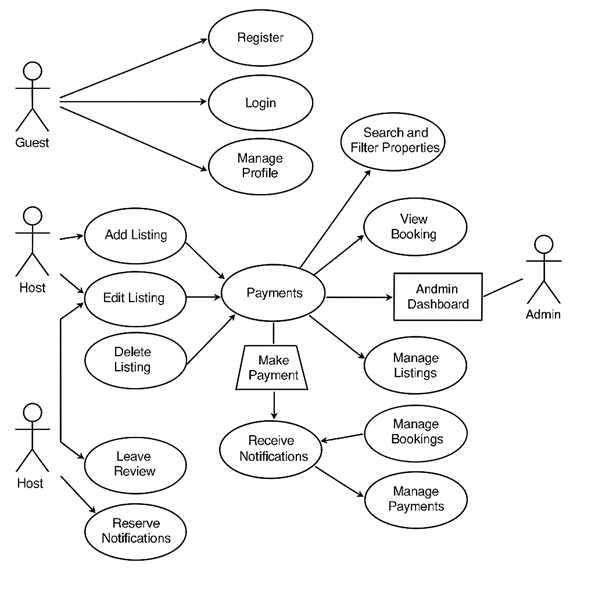 Register
Guest
Login
Manage
Profile
Search and
Filter Properties
Host
Add Listing
View
Booking
Edit Listing
Payments
Andmin
Dashboard
Admin
Delete
Listing
Make
Payment
Manage
Listings
Host
Leave
Review
Receive
Notifications
Manage
Bookings
Reserve
Notifications
Manage
Payments